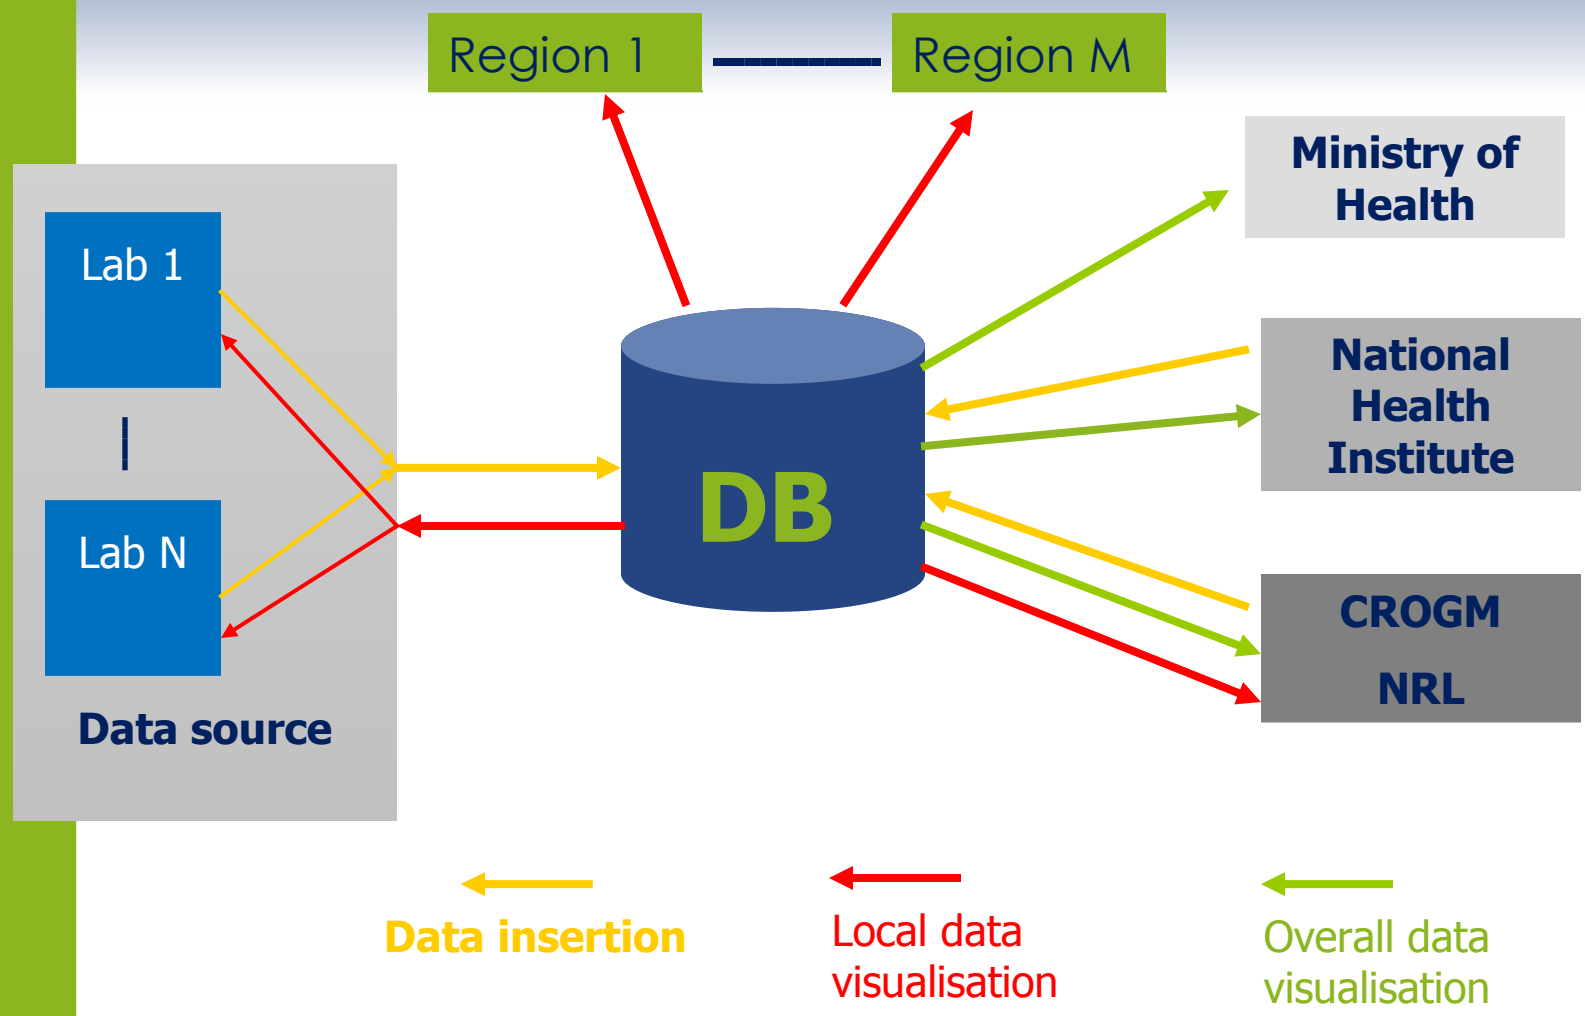 Region 1
Region M
Ministry of
Health
Lab 1
National
Health
Institute
DB
Lab N
CROGM
NRL
Data source
Data insertion
Local data
visualisation
Overall data
visualisation